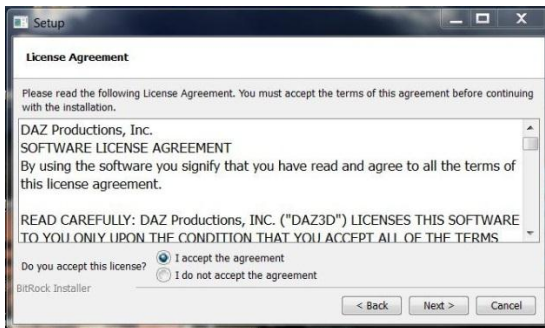 Setup
License Agreement
Please read the following License Agreement. You must accept the terms of this agreement before continuing
with the installation.
DAZ Productions, Inc.
SOFTWARE LICENSE AGREEMENT
By using the software you signify that you have read and agree to all the terms of
this license agreement.
READ CAREFULLY: DAZ Productions, INC. ("DAZ3D") LICENSES THIS SOFTWARE
TO YOU ONLY UPON THE CONDITION THAT YOU ACCEPT ALL OF THE TERMS
Do you accept this license?
I accept the agreement
I do not accept the agreement
BitRock Installer
< Back Next > Cancel